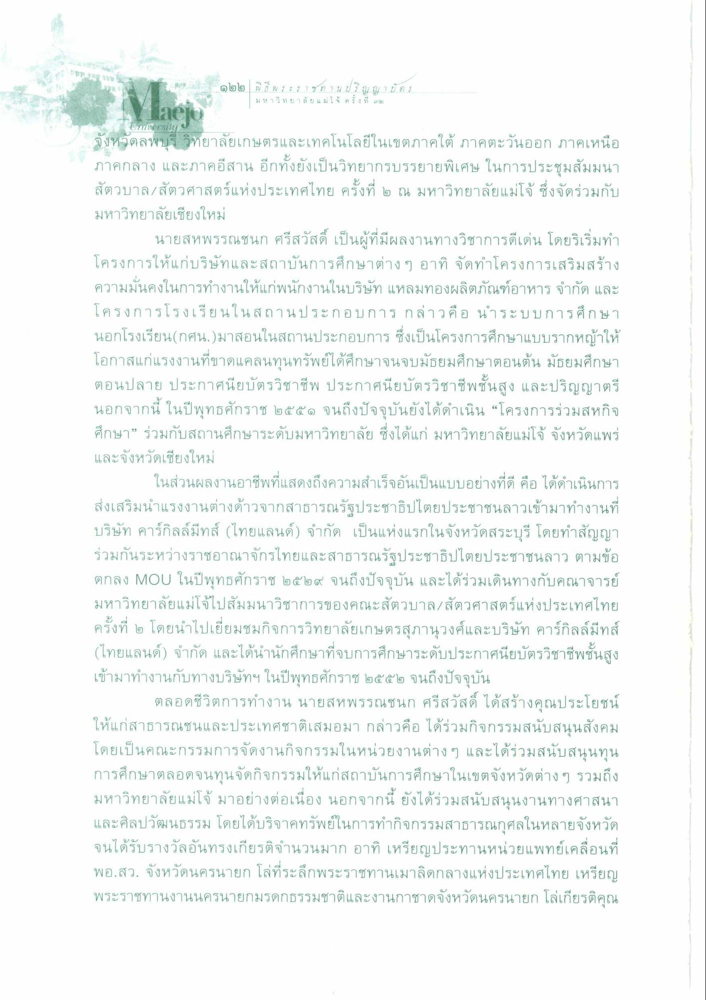 Maejo
University
๑๒๒ พิธีพระราชทานปริญญาบัตร
มหาวิทยาลัยแม่โจ้ ครั้งที่ ๓๒
จังหวัดลพบุรี วิทยาลัยเกษตรและเทคโนโลยีในเขตภาคใต้ ภาคตะวันออก ภาคเหนือ
ภาคกลาง และภาคอีสาน อีกทั้งยังเป็นวิทยากรบรรยายพิเศษ ในการประชุมสัมมนา
สัตวบาล/สัตวศาสตร์แห่งประเทศไทย ครั้งที่ ๒ ณ มหาวิทยาลัยแม่โจ้ ซึ่งจัดร่วมกับ
มหาวิทยาลัยเชียงใหม่
นายสหพรรณชนก ศรีสวัสดิ์ เป็นผู้ที่มีผลงานทางวิชาการดีเด่น โดยริเริ่มทำ
โครงการให้แก่บริษัทและสถาบันการศึกษาต่างๆ อาทิ จัดทำโครงการเสริมสร้าง
ความมั่นคงในการทำงานให้แก่พนักงานในบริษัท แหลมทองผลิตภัณฑ์อาหาร จำกัด และ
โครงการโรงเรียนในสถานประกอบการ กล่าวคือ นำระบบการศึกษา
นอกโรงเรียน(กศน.)มาสอนในสถานประกอบการ ซึ่งเป็นโครงการศึกษาแบบรากหญ้าให้
โอกาสแก่แรงงานที่ขาดแคลนทุนทรัพย์ได้ศึกษาจนจบมัธยมศึกษาตอนต้น มัธยมศึกษา
ตอนปลาย ประกาศนียบัตรวิชาชีพ ประกาศนียบัตรวิชาชีพชั้นสูง และปริญญาตรี
นอกจากนี้ ในปีพุทธศักราช ๒๕๕๑ จนถึงปัจจุบันยังได้ดำเนิน “โครงการร่วมสหกิจ
ศึกษา” ร่วมกับสถานศึกษาระดับมหาวิทยาลัย ซึ่งได้แก่ มหาวิทยาลัยแม่โจ้ จังหวัดแพร่
และจังหวัดเชียงใหม่
ในส่วนผลงานอาชีพที่แสดงถึงความสำเร็จอันเป็นแบบอย่างที่ดี คือ ได้ดำเนินการ
ส่งเสริมนำแรงงานต่างด้าวจากสาธารณรัฐประชาธิปไตยประชาชนลาวเข้ามาทำงานที่
บริษัท คาร์กิลล์มีทส์ (ไทยแลนด์) จำกัด เป็นแห่งแรกในจังหวัดสระบุรี โดยทำสัญญา
ร่วมกันระหว่างราชอาณาจักรไทยและสาธารณรัฐประชาธิปไตยประชาชนลาว ตามข้อ
ตกลง MOU ในปีพุทธศักราช ๒๕๒๙ จนถึงปัจจุบัน และได้ร่วมเดินทางกับคณาจารย์
มหาวิทยาลัยแม่โจ้ไปสัมมนาวิชาการของคณะสัตวบาล/สัตวศาสตร์แห่งประเทศไทย
ครั้งที่ ๒ โดยนำไปเยี่ยมชมกิจการวิทยาลัยเกษตรสุภานุวงศ์และบริษัท คาร์กิลล์มีทส์
(ไทยแลนด์) จำกัด และได้นำนักศึกษาที่จบการศึกษาระดับประกาศนียบัตรวิชาชีพชั้นสูง
เข้ามาทำงานกับทางบริษัทฯ ในปีพุทธศักราช ๒๕๕๒ จนถึงปัจจุบัน
ตลอดชีวิตการทำงาน นายสหพรรณชนก ศรีสวัสดิ์ ได้สร้างคุณประโยชน์
ให้แก่สาธารณชนและประเทศชาติเสมอมา กล่าวคือ ได้ร่วมกิจกรรมสนับสนุนสังคม
โดยเป็นคณะกรรมการจัดงานกิจกรรมในหน่วยงานต่างๆ และได้ร่วมสนับสนุนทุน
การศึกษาตลอดจนทุนจัดกิจกรรมให้แก่สถาบันการศึกษาในเขตจังหวัดต่างๆ รวมถึง
มหาวิทยาลัยแม่โจ้ มาอย่างต่อเนื่อง นอกจากนี้ ยังได้ร่วมสนับสนุนงานทางศาสนา
และศิลปวัฒนธรรม โดยได้บริจาคทรัพย์ในการทำกิจกรรมสาธารณกุศลในหลายจังหวัด
จนได้รับรางวัลอันทรงเกียรติจำนวนมาก อาทิ เหรียญประทานหน่วยแพทย์เคลื่อนที่
พอ.สว. จังหวัดนครนายก โล่ที่ระลึกพระราชทานเมาลิดกลางแห่งประเทศไทย เหรียญ
พระราชทานงานนครนายกมรดกธรรมชาติและงานกาชาดจังหวัดนครนายก โล่เกียรติคุณ